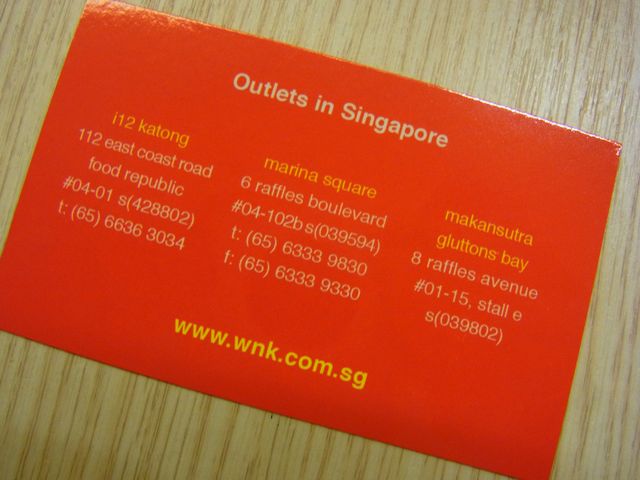 Outlets in Singapore
i12 katong
112 east coast road
food republic
#04-01 s(428802)
t: (65) 6636 3034
marina square
6 raffles boulevard
#04-102b s(039594)
t: (65) 6333 9830
f: (65) 6333 9330
makansutra
gluttons bay
8 raffles avenue
#01-15, stall e
s(039802)
www.wnk.com.sg